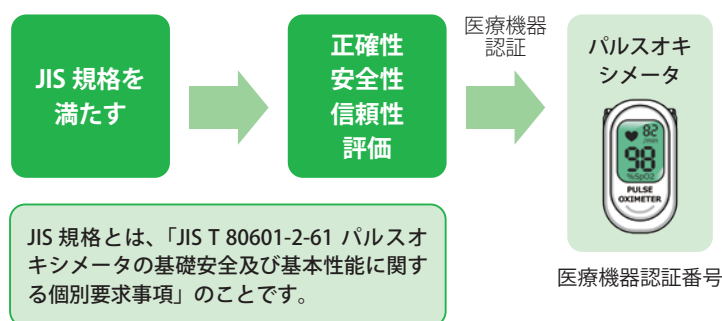 JIS 規格を
満たす
正確性
安全性
信頼性
評価
医療機器
認証
パルスオキ
シメータ
82
/min
98
%SpO2
PULSE
OXIMETER
医療機器認証番号
JIS 規格とは、「JIS T 80601-2-61 パルスオ
キシメータの基礎安全及び基本性能に関す
る個別要求事項」のことです。